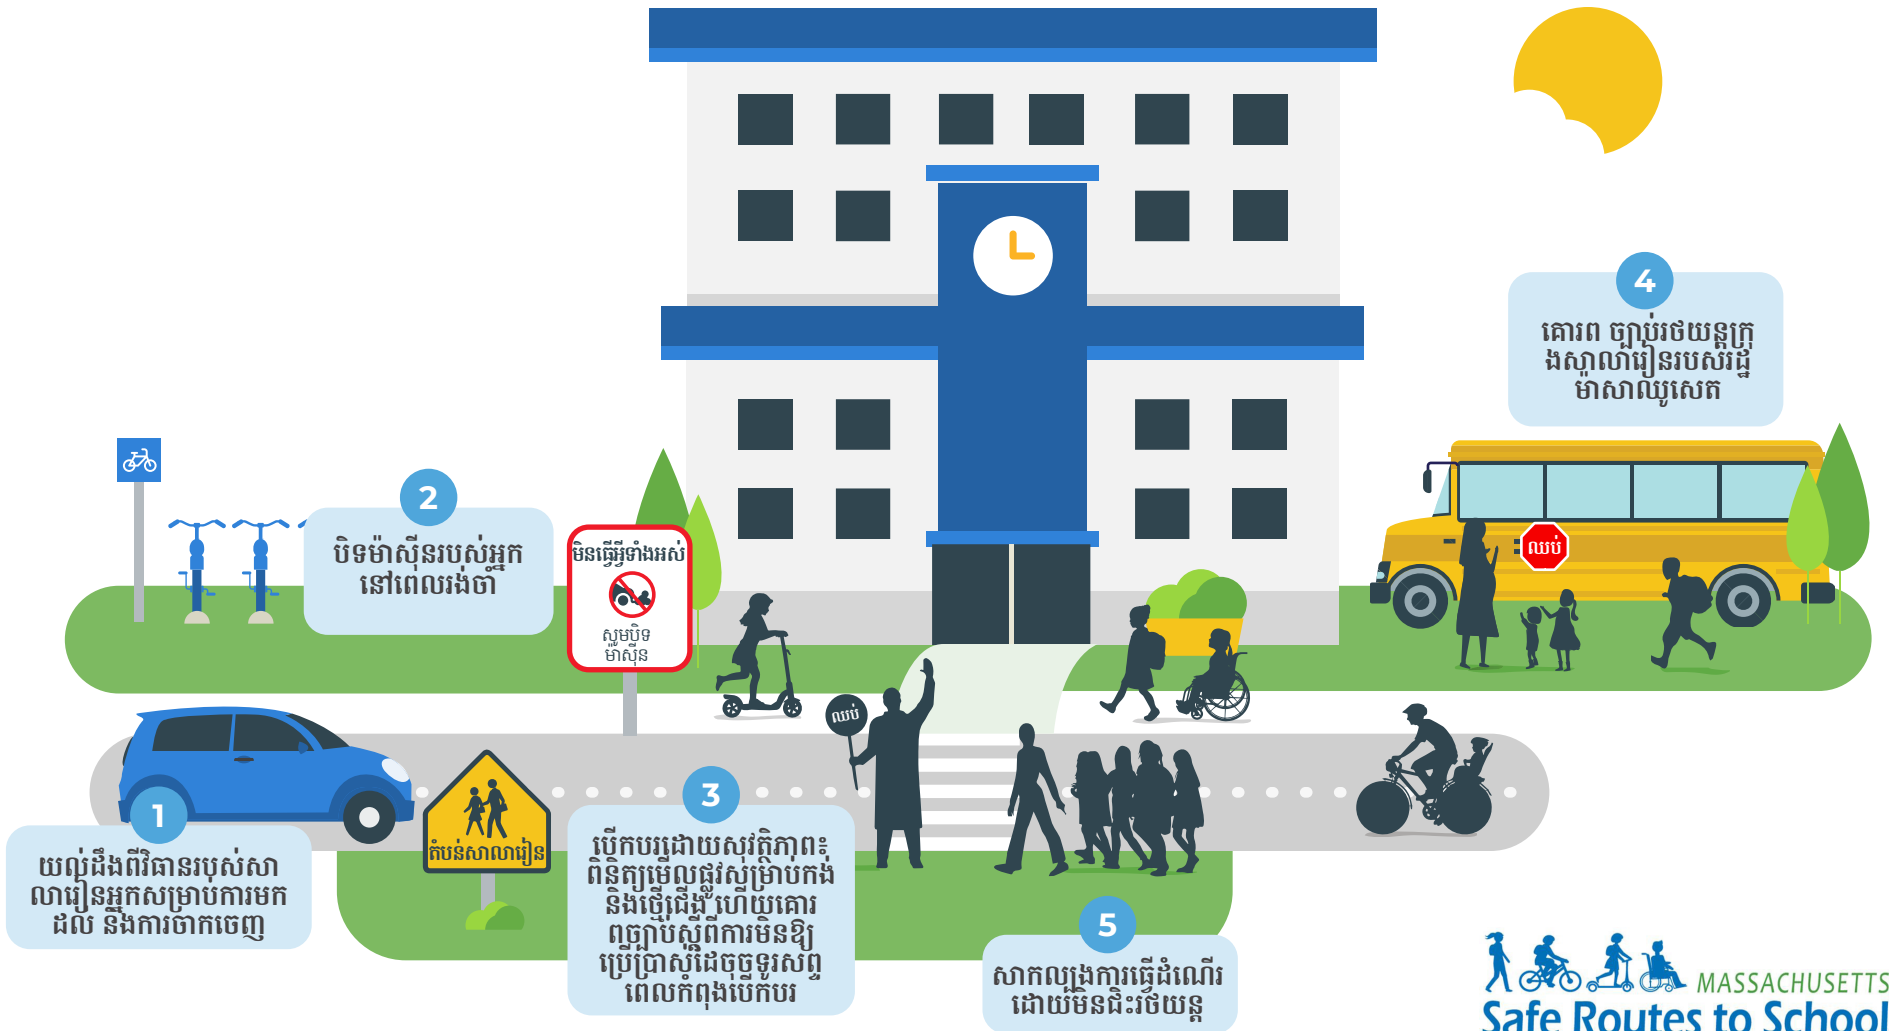 4
គោរព ច្បាប់រថយន្តក្រុ
ងសាលារៀនរបស់រដ្ឋ
ម៉ាសាឈូសេត
2
បិទម៉ាស៊ីនរបស់អ្នក
នៅពេលរង់ចាំ
មិនធ្វើអ្វីទាំងអស់
សូមបិទ
ម៉ាស៊ីន
ឈប់
ឈប់
1
យល់ដឹងពីវិធានរបស់សា
លារៀនអ្នកសម្រាប់ការមក
ដល់ និងការចាកចេញ
តំបន់សាលារៀន
3
បើកបរដោយសុវត្ថិភាព៖
ពិនិត្យមើលផ្លូវសម្រាប់កង់
និងថ្មើរជើង ហើយគោរ
ពច្បាប់ស្តីពីការមិនឱ្យ
ប្រើប្រាស់ដៃចុចទូរសព្ទ
ពេលកំពុងបើកបរ
5
សាកល្បងការធ្វើដំណើរ
ដោយមិនជិះរថយន្ត
MASSACHUSETTS
Safe Routes to School